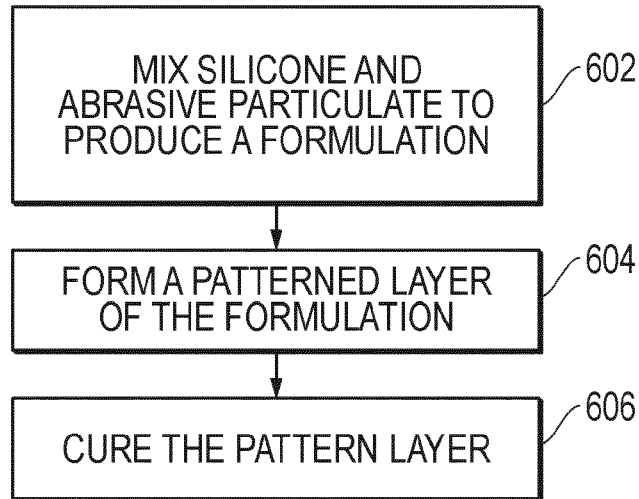 MIX SILICONE AND
ABRASIVE PARTICULATE TO
PRODUCE A FORMULATION
602
FORM A PATTERNED LAYER
OF THE FORMULATION
604
CURE THE PATTERN LAYER
606